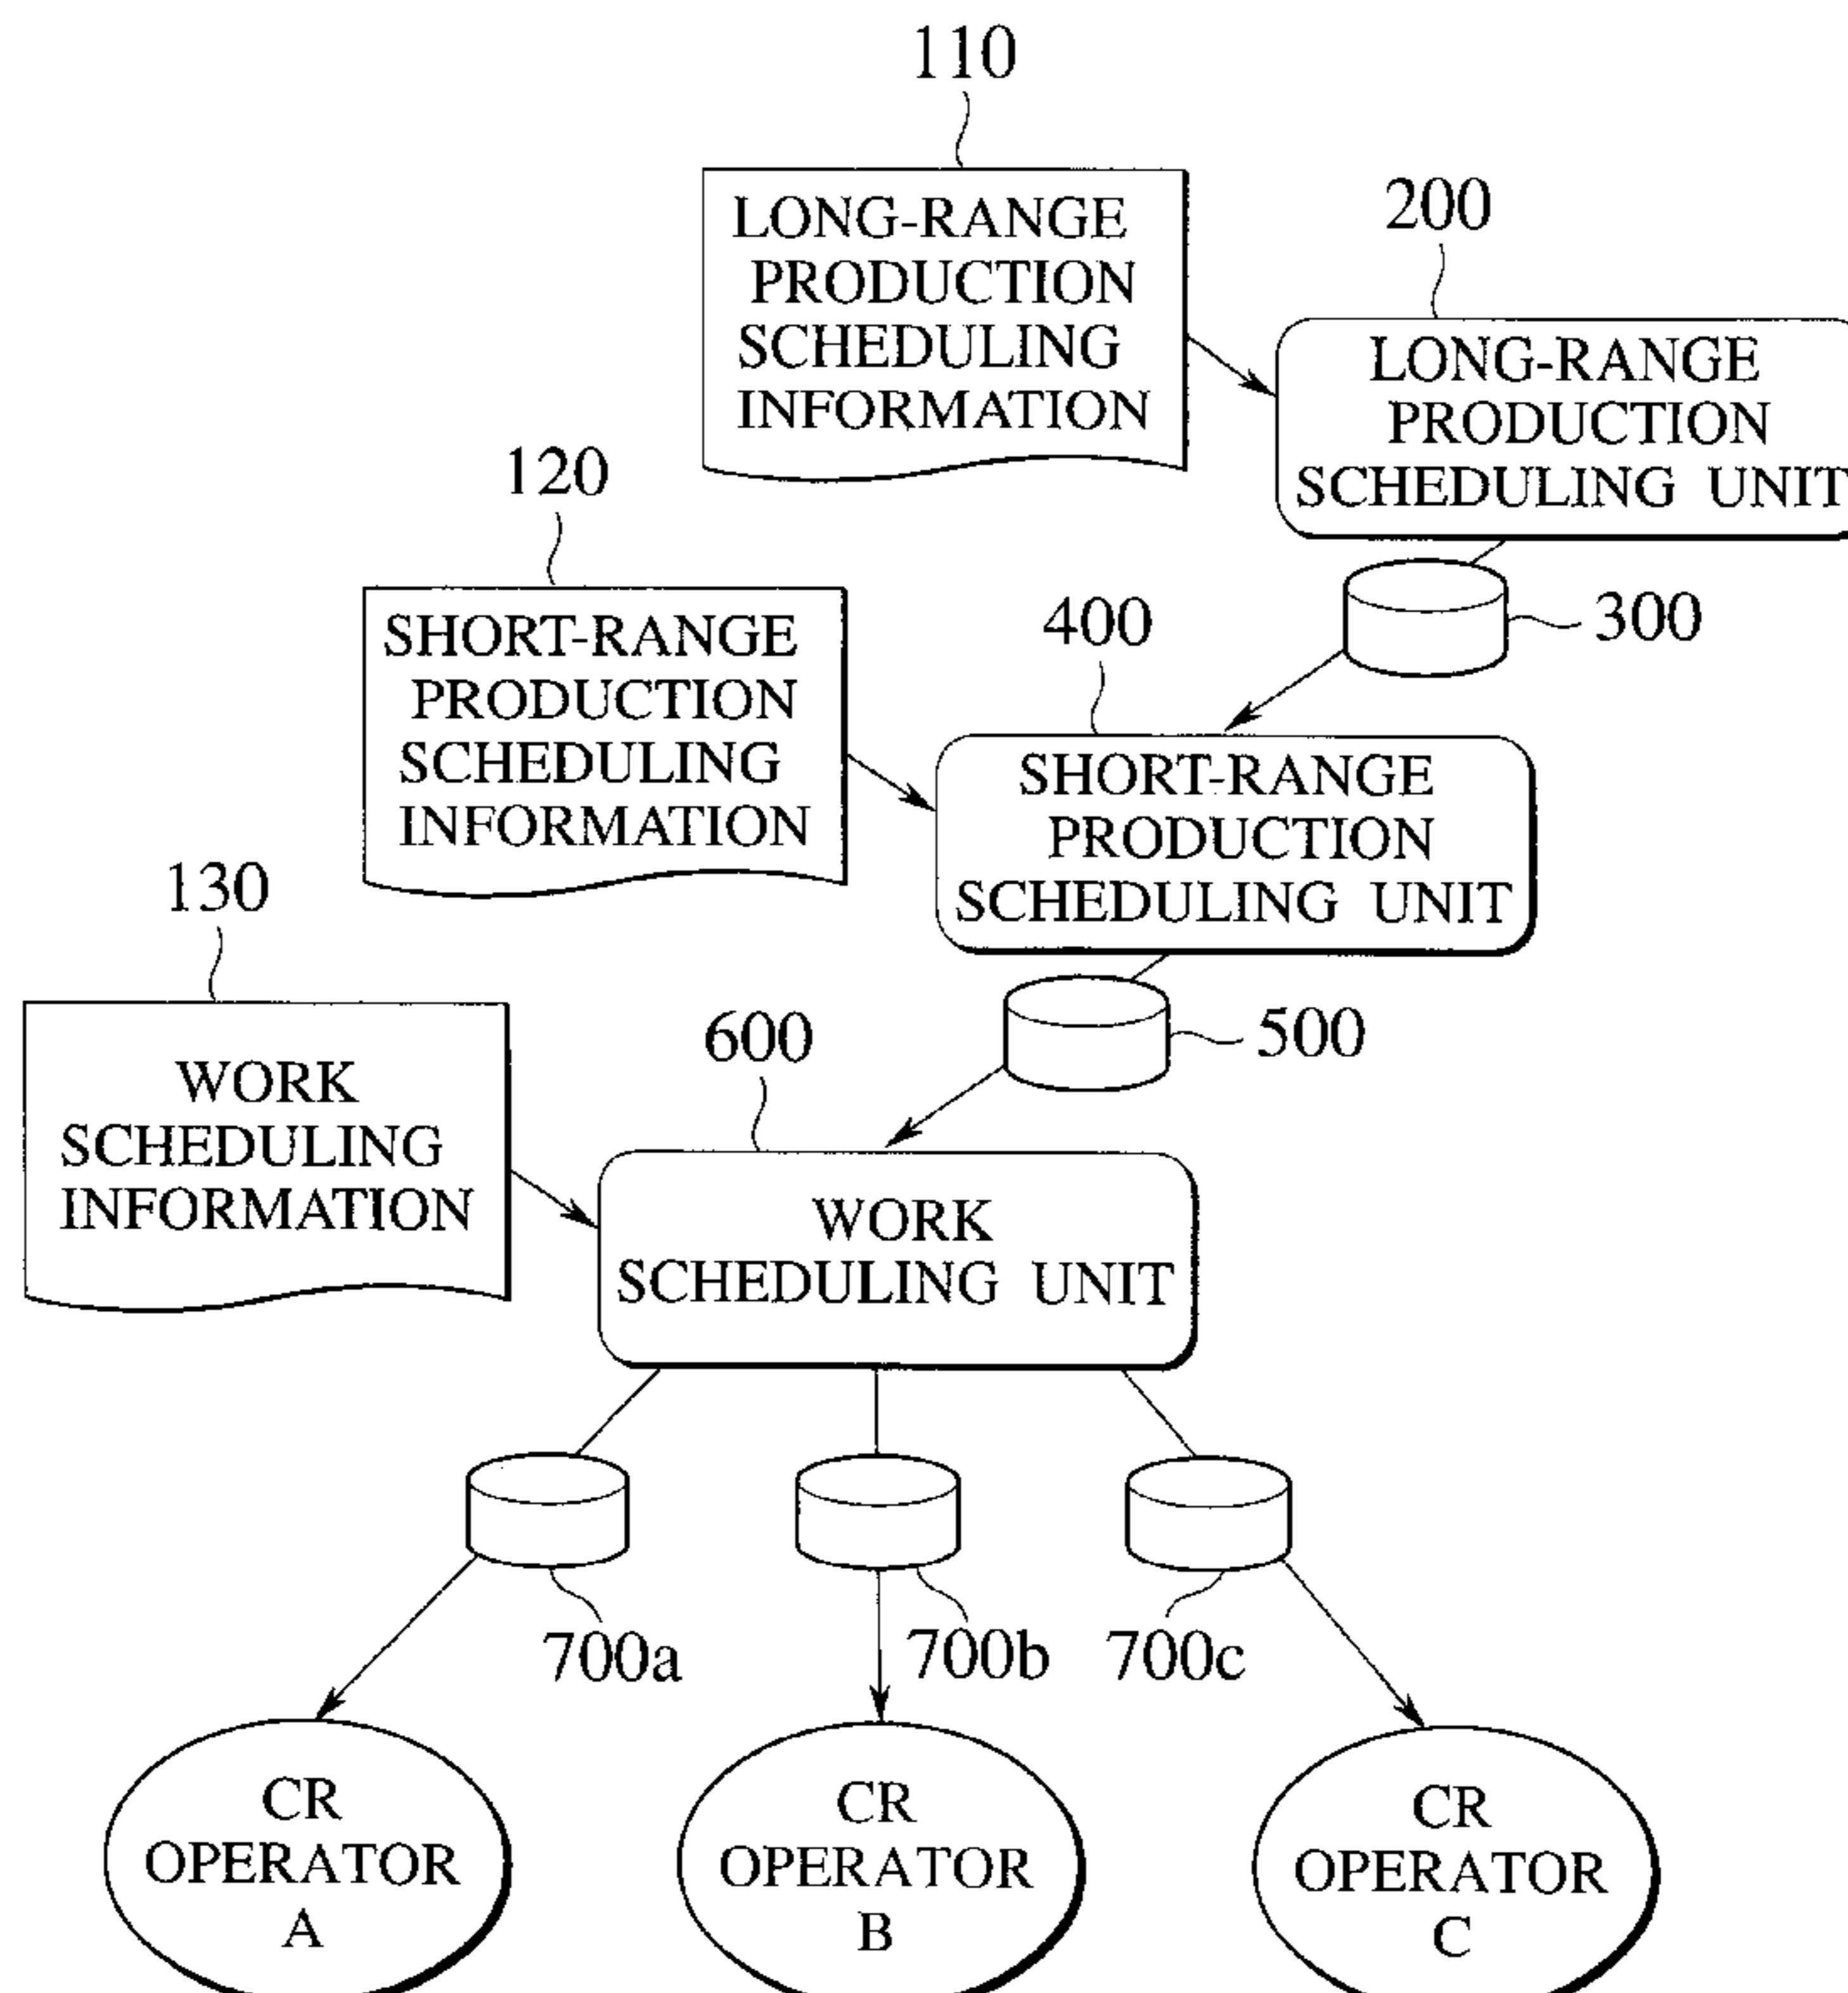 110
LONG-RANGE
PRODUCTION
SCHEDULING
INFORMATION
200
LONG-RANGE
PRODUCTION
SCHEDULING UNIT
300
120
SHORT-RANGE
PRODUCTION
SCHEDULING
INFORMATION
400
SHORT-RANGE
PRODUCTION
SCHEDULING UNIT
500
130
WORK
SCHEDULING
INFORMATION
600
WORK
SCHEDULING UNIT
700a
700b
700c
CR
OPERATOR
A
CR
OPERATOR
B
CR
OPERATOR
C